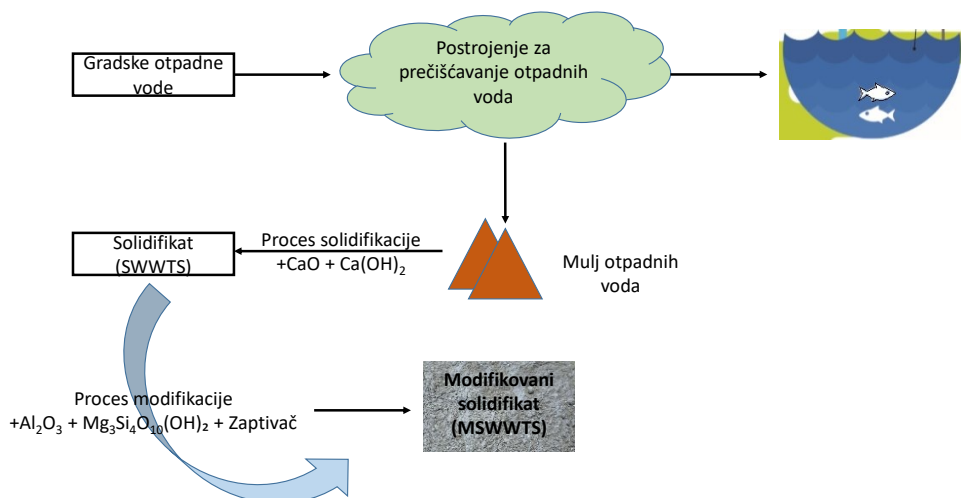 Gradske otpadne
vode
Postrojenje za
prečišćavanje otpadnih
voda
Solidifikat
(SWWTS)
Proces solidifikacije
+CaO + Ca(OH)₂
Mulj otpadnih
voda
Proces modifikacije
+Al₂O₃ + Mg₃Si₄O₁₀(OH)₂ + Zaptivač
Modifikovani
solidifikat
(MSWWTS)